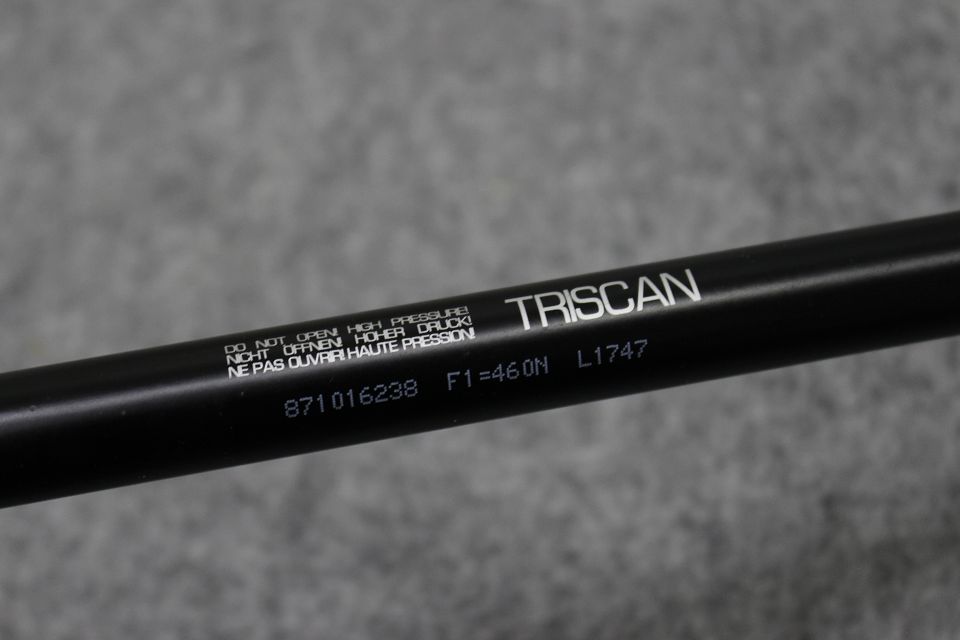 DO NOT OPEN! HIGH PRESSURE!
NICHT ÖFFNEN! HOHER DRUCK!
NE PAS OUVRIR! HAUTE PRESSION!
TRISCAN
871016238 F1=460N L1747